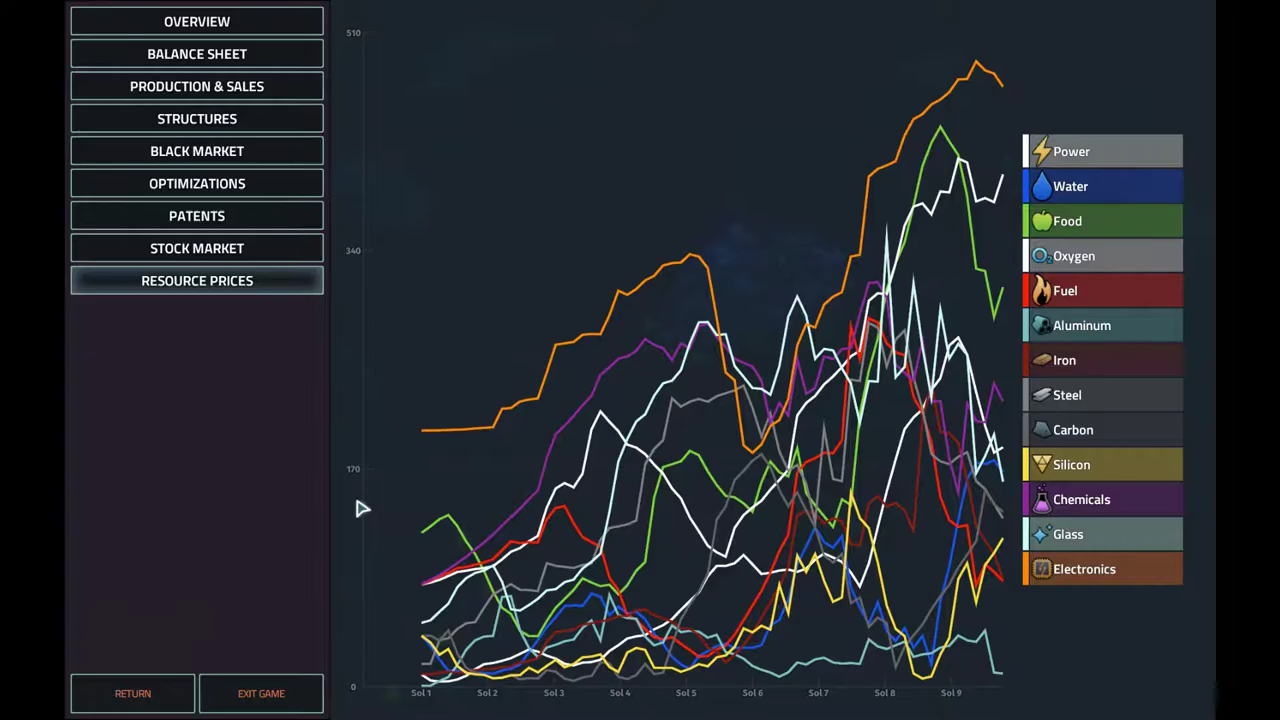 OVERVIEW
BALANCE SHEET
PRODUCTION & SALES
STRUCTURES
BLACK MARKET
OPTIMIZATIONS
PATENTS
STOCK MARKET
RESOURCE PRICES
RETURN
EXIT GAME
510
340
170
0
Sol 1
Sol 2
Sol 3
Sol 4
Sol 5
Sol 6
Sol 7
Sol 8
Sol 9
Power
Water
Food
Oxygen
Fuel
Aluminum
Iron
Steel
Carbon
Silicon
Chemicals
Glass
Electronics